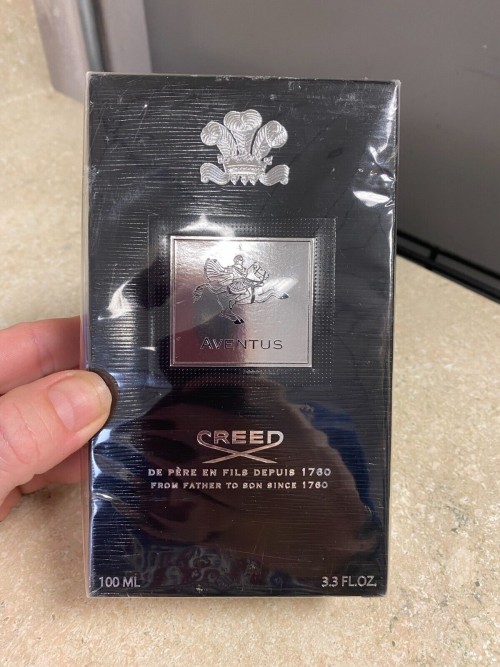 AVENTUS
CREED
DE PÈRE EN FILS DEPUIS 1760
FROM FATHER TO SON SINCE 1760
100 ML 3.3 FL.OZ.